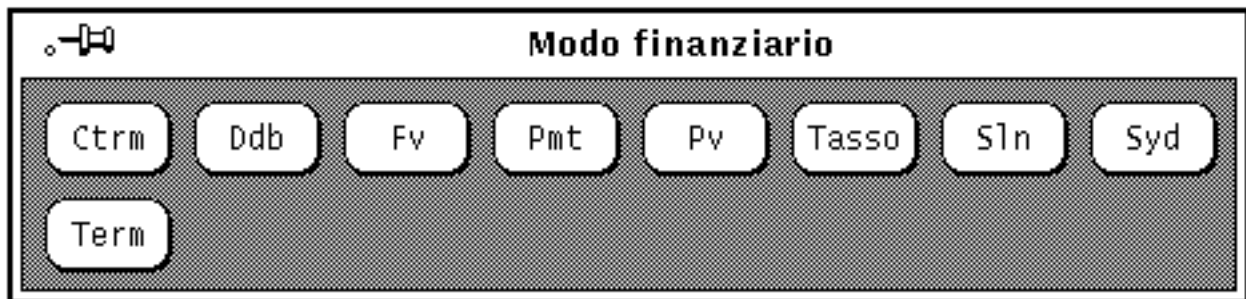 Modo finanziario
Ctrm Ddb Fv Pmt Pv Tasso Sln Syd
Term